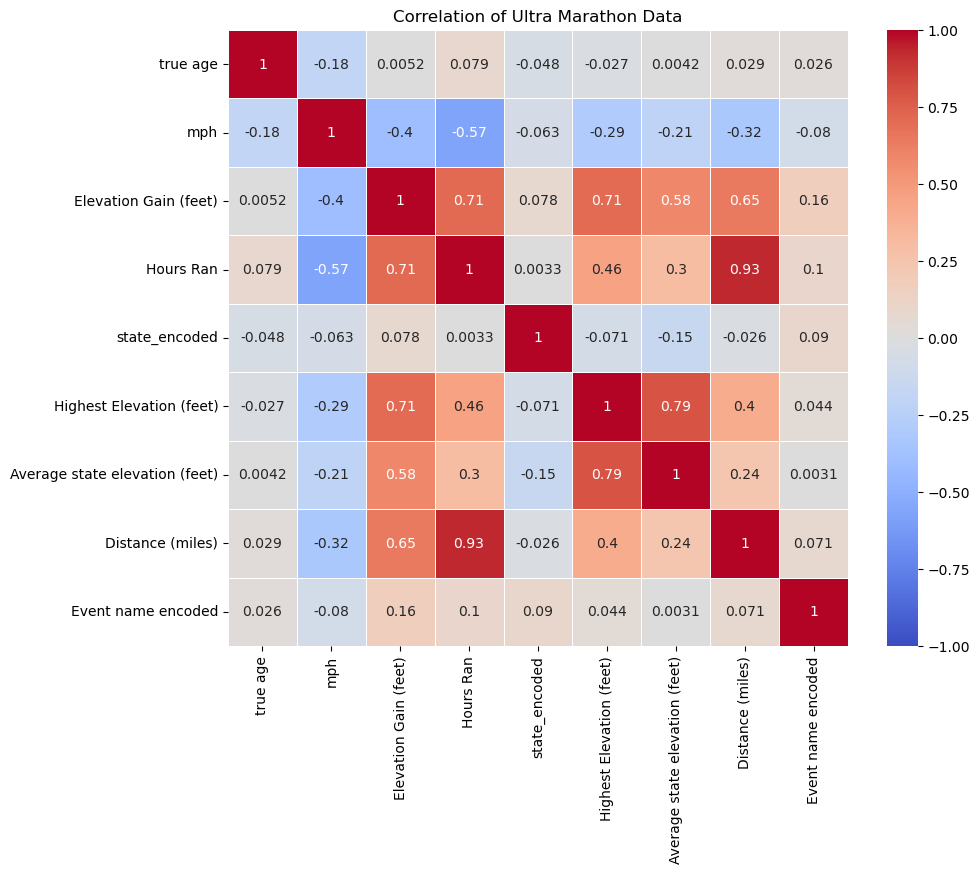 Correlation of Ultra Marathon Data
true age 1 -0.18 0.0052 0.079 -0.048 -0.027 0.0042 0.029 0.026
mph -0.18 1 -0.4 -0.57 -0.063 -0.29 -0.21 -0.32 -0.08
Elevation Gain (feet) 0.0052 -0.4 1 0.71 0.078 0.71 0.58 0.65 0.16
Hours Ran 0.079 -0.57 0.71 1 0.0033 0.46 0.3 0.93 0.1
state_encoded -0.048 -0.063 0.078 0.0033 1 -0.071 -0.15 -0.026 0.09
Highest Elevation (feet) -0.027 -0.29 0.71 0.46 -0.071 1 0.79 0.4 0.044
Average state elevation (feet) 0.0042 -0.21 0.58 0.3 -0.15 0.79 1 0.24 0.0031
Distance (miles) 0.029 -0.32 0.65 0.93 -0.026 0.4 0.24 1 0.071
Event name encoded 0.026 -0.08 0.16 0.1 0.09 0.044 0.0031 0.071 1
true age
mph
Elevation Gain (feet)
Hours Ran
state_encoded
Highest Elevation (feet)
Average state elevation (feet)
Distance (miles)
Event name encoded
1.00
0.75
0.50
0.25
0.00
−0.25
−0.50
−0.75
−1.00